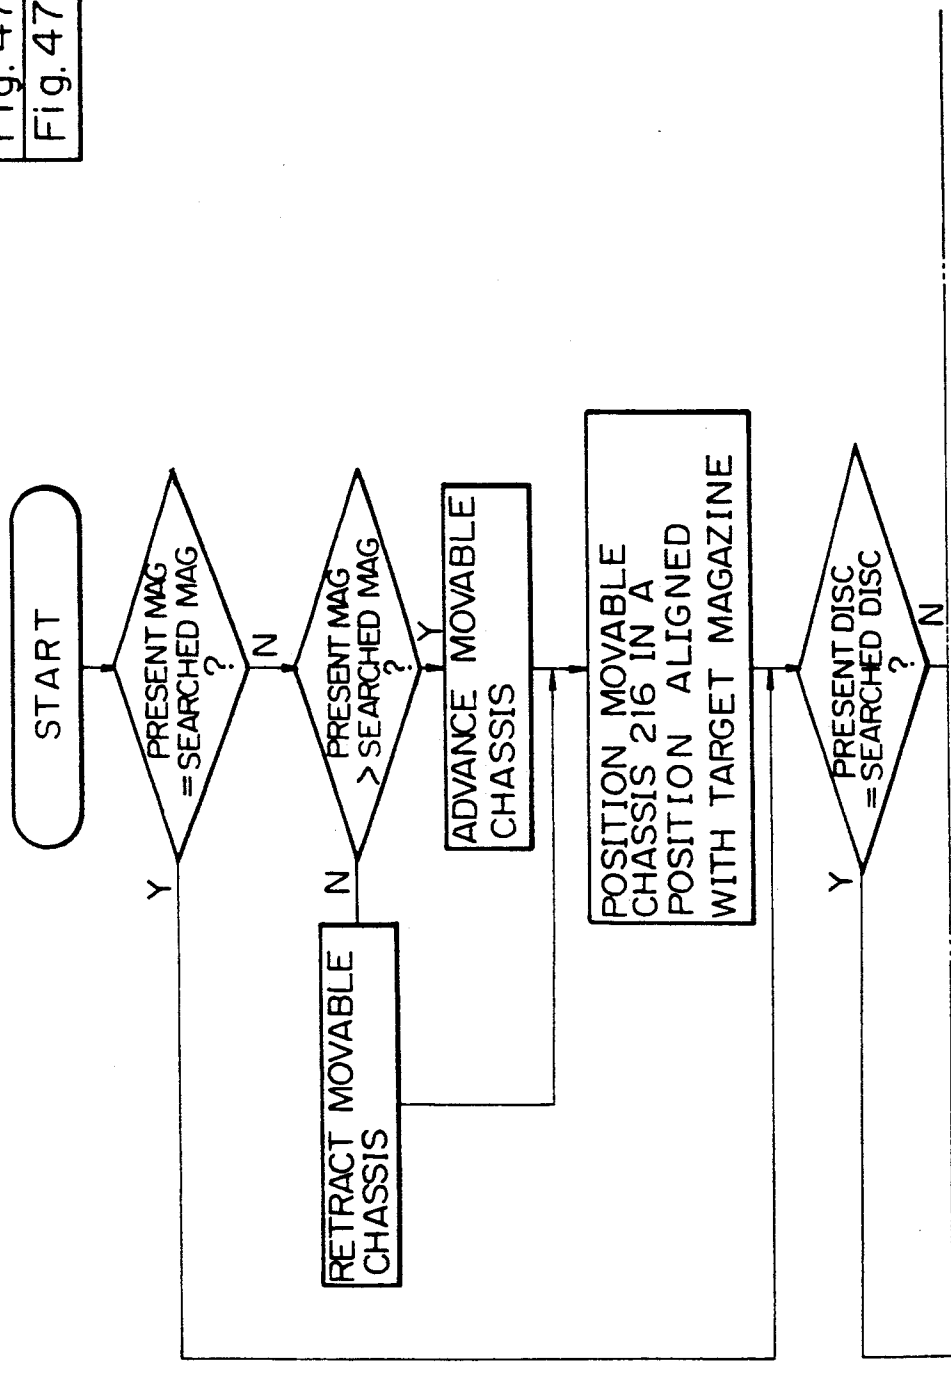 Fig. 47
Fig. 47
START
PRESENT MAG
= SEARCHED MAG
?
Y
N
PRESENT MAG
> SEARCHED MAG
?
N
Y
RETRACT MOVABLE
CHASSIS
ADVANCE MOVABLE
CHASSIS
POSITION MOVABLE
CHASSIS 216 IN A
POSITION ALIGNED
WITH TARGET MAGAZINE
PRESENT DISC
= SEARCHED DISC
?
Y
N